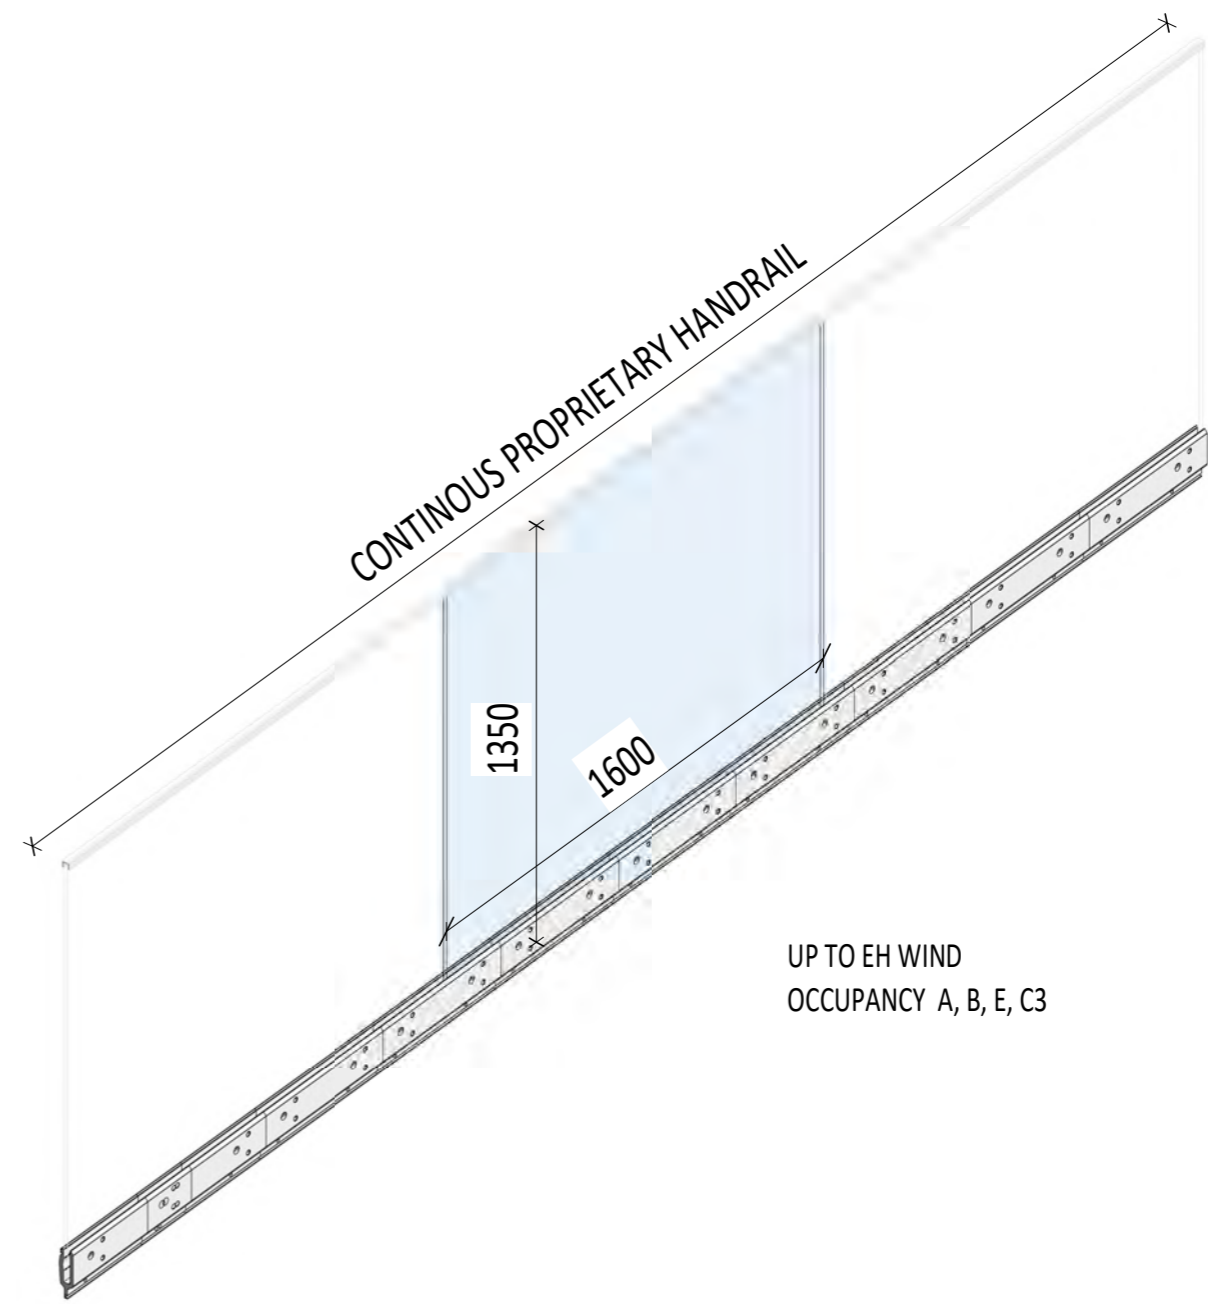 CONTINOUS PROPRIETARY HANDRAIL
1350
1600
UP TO EH WIND
OCCUPANCY A, B, E, C3